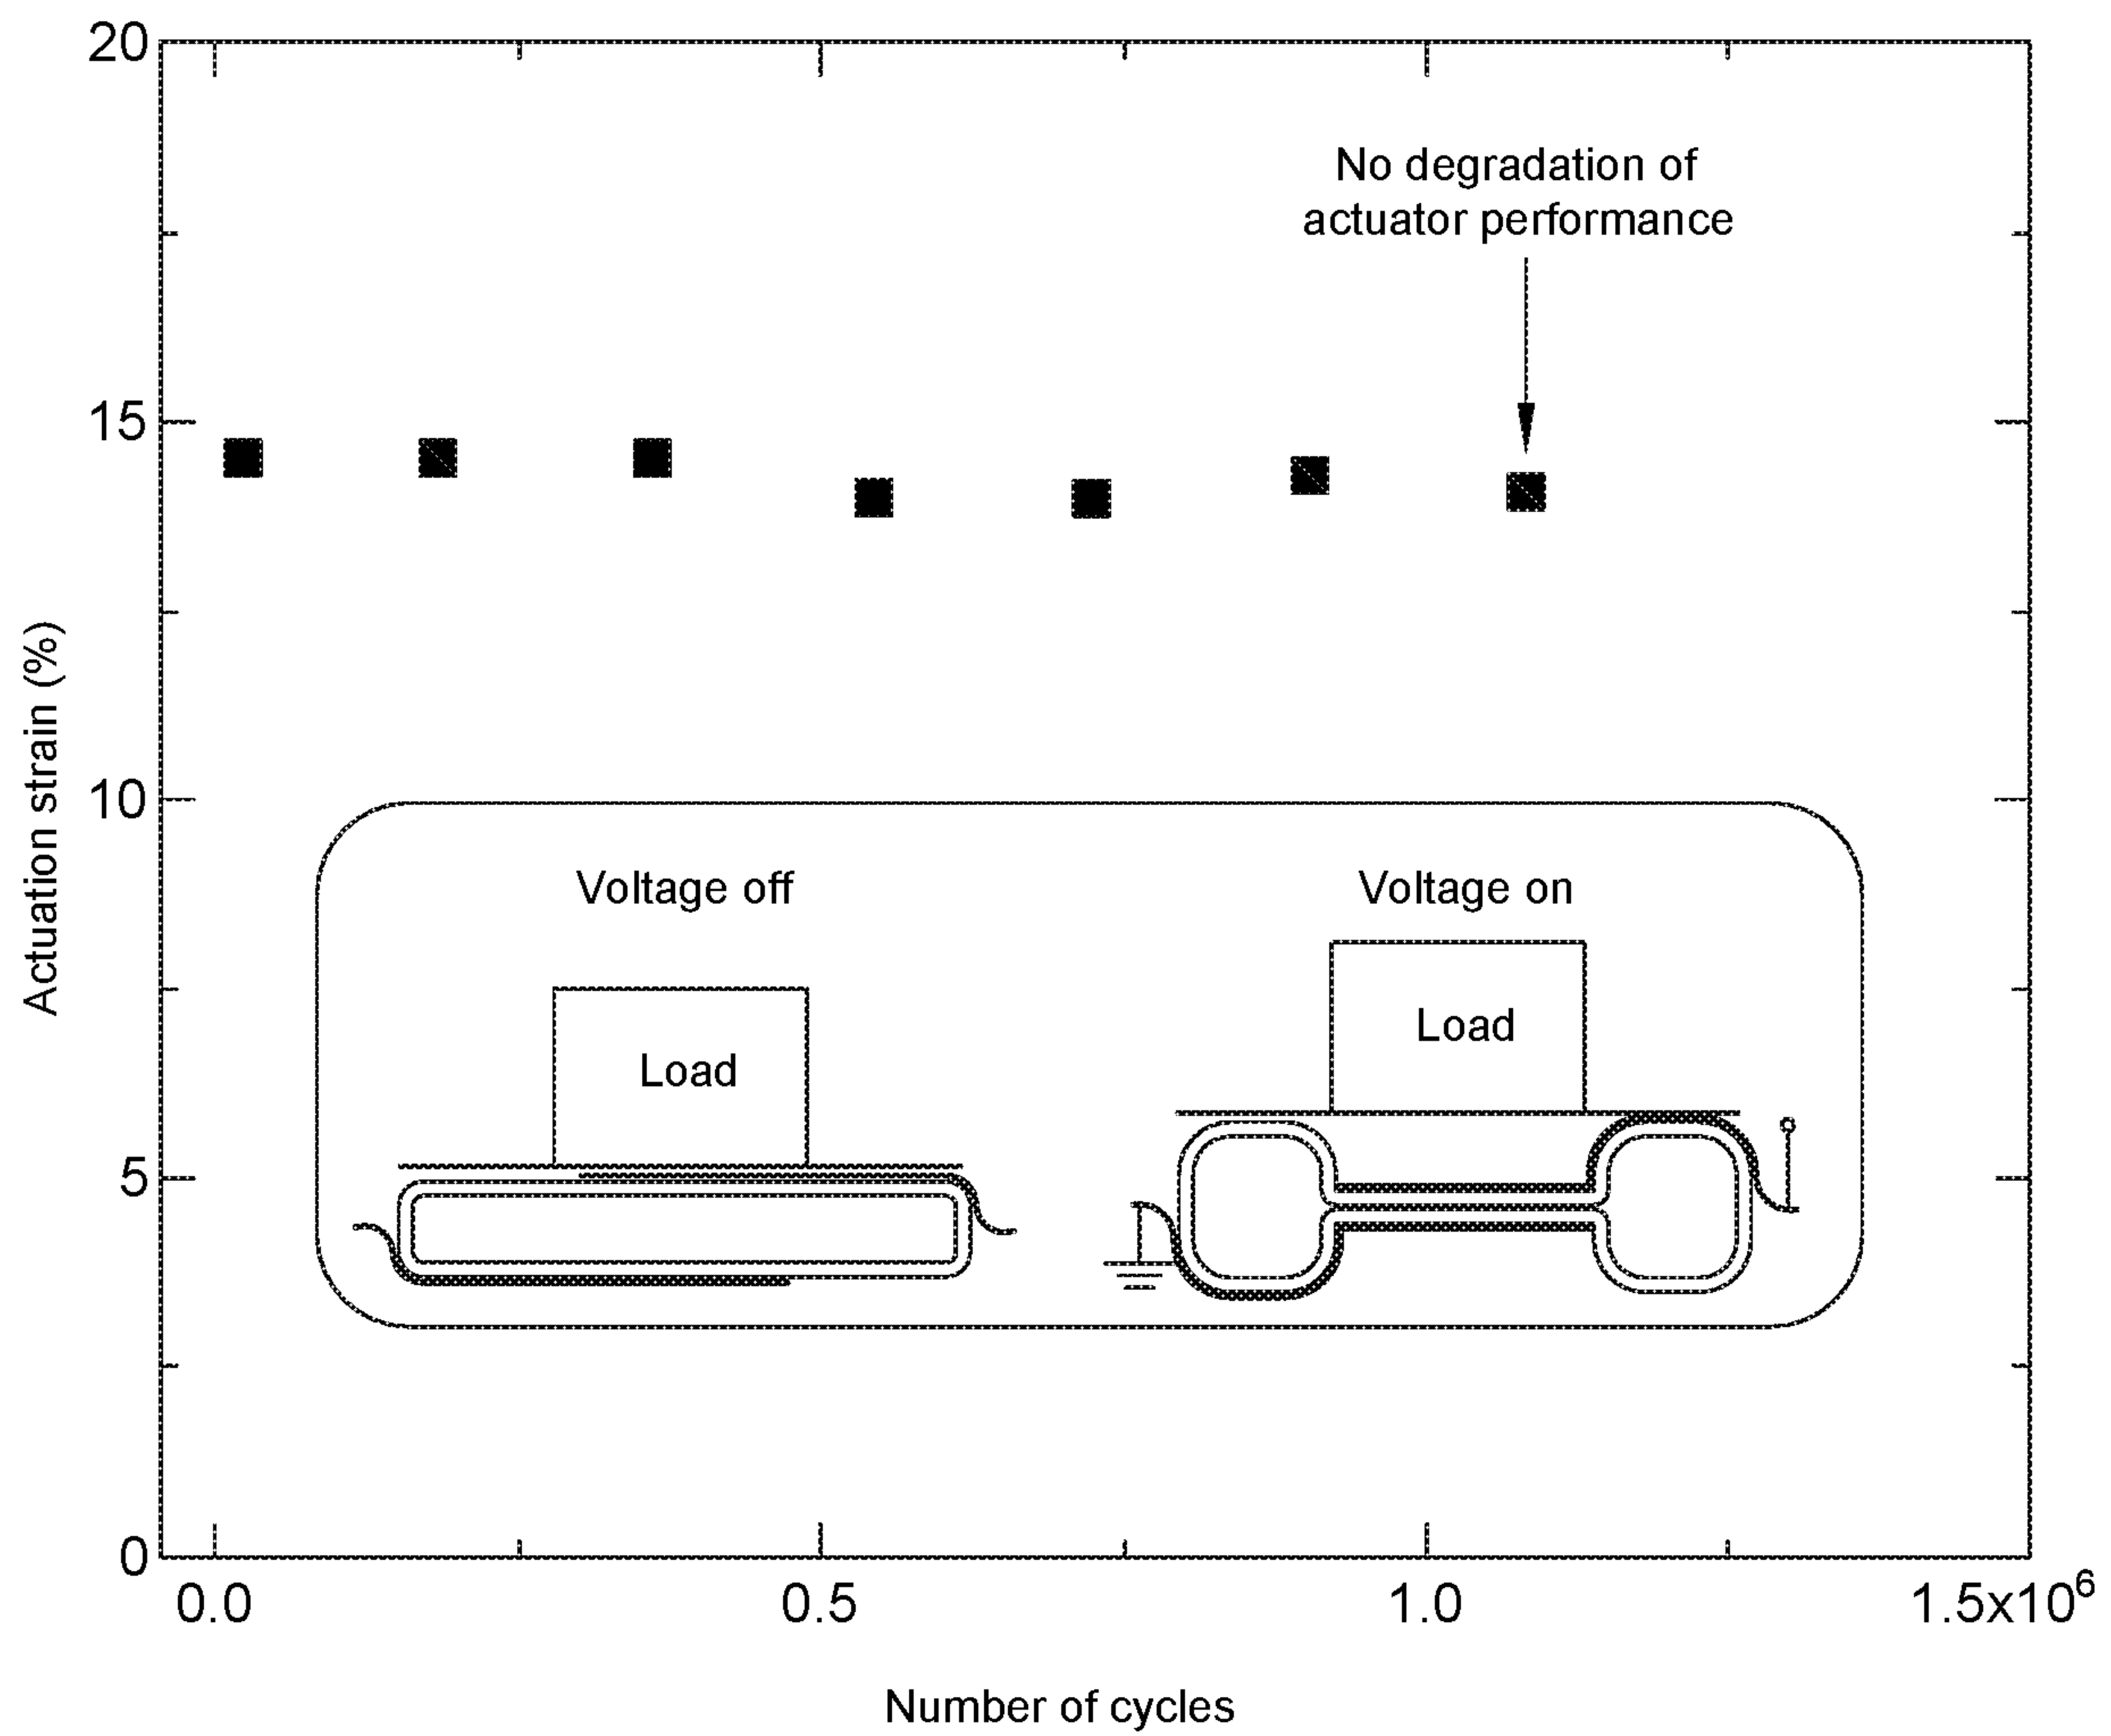 20
No degradation of
actuator performance
15
Actuation strain (%)
10
Voltage off
Voltage on
Load
Load
5
0
0.0
0.5
1.0
1.5x10⁶
Number of cycles